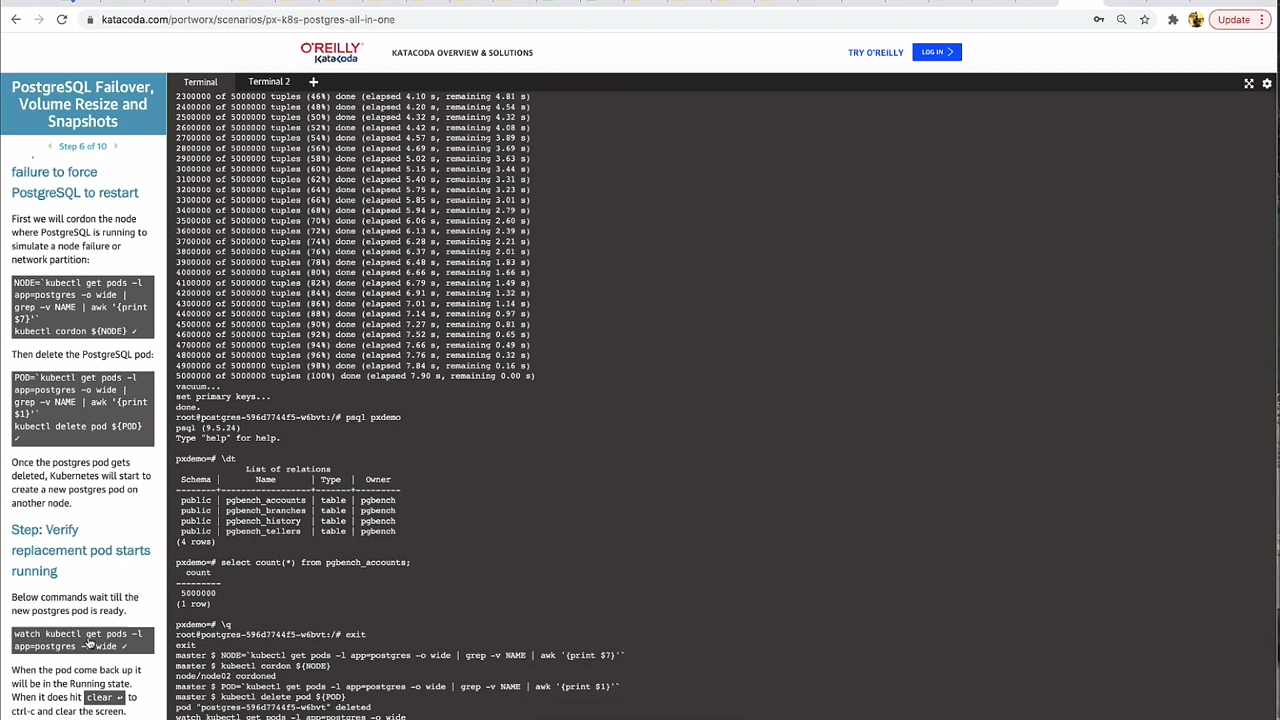 katacoda.com/portworx/scenarios/px-k8s-postgres-all-in-one
Update
O'REILLY
Katacoda
KATACODA OVERVIEW & SOLUTIONS
TRY O'REILLY
LOG IN
PostgreSQL Failover,
Volume Resize and
Snapshots
Step 6 of 10
failure to force
PostgreSQL to restart
First we will cordon the node
where PostgreSQL is running to
simulate a node failure or
network partition:
NODE=`kubectl get pods -l
app=postgres -o wide |
grep -v NAME | awk '{print
$7}'`
kubectl cordon ${NODE} ✓
Then delete the PostgreSQL pod:
POD=`kubectl get pods -l
app=postgres -o wide |
grep -v NAME | awk '{print
$1}'`
kubectl delete pod ${POD}
✓
Once the postgres pod gets
deleted, Kubernetes will start to
create a new postgres pod on
another node.
Step: Verify
replacement pod starts
running
Below commands wait till the
new postgres pod is ready.
watch kubectl get pods -l
app=postgres -o wide ✓
When the pod come back up it
will be in the Running state.
When it does hit clear ↵ to
ctrl-c and clear the screen.
Terminal
Terminal 2
+
2300000 of 5000000 tuples (46%) done (elapsed 4.10 s, remaining 4.81 s)
2400000 of 5000000 tuples (48%) done (elapsed 4.20 s, remaining 4.54 s)
2500000 of 5000000 tuples (50%) done (elapsed 4.32 s, remaining 4.32 s)
2600000 of 5000000 tuples (52%) done (elapsed 4.42 s, remaining 4.08 s)
2700000 of 5000000 tuples (54%) done (elapsed 4.57 s, remaining 3.89 s)
2800000 of 5000000 tuples (56%) done (elapsed 4.69 s, remaining 3.69 s)
2900000 of 5000000 tuples (58%) done (elapsed 5.02 s, remaining 3.63 s)
3000000 of 5000000 tuples (60%) done (elapsed 5.15 s, remaining 3.44 s)
3100000 of 5000000 tuples (62%) done (elapsed 5.40 s, remaining 3.31 s)
3200000 of 5000000 tuples (64%) done (elapsed 5.75 s, remaining 3.23 s)
3300000 of 5000000 tuples (66%) done (elapsed 5.85 s, remaining 3.01 s)
3400000 of 5000000 tuples (68%) done (elapsed 5.94 s, remaining 2.79 s)
3500000 of 5000000 tuples (70%) done (elapsed 6.06 s, remaining 2.60 s)
3600000 of 5000000 tuples (72%) done (elapsed 6.13 s, remaining 2.39 s)
3700000 of 5000000 tuples (74%) done (elapsed 6.28 s, remaining 2.21 s)
3800000 of 5000000 tuples (76%) done (elapsed 6.37 s, remaining 2.01 s)
3900000 of 5000000 tuples (78%) done (elapsed 6.48 s, remaining 1.83 s)
4000000 of 5000000 tuples (80%) done (elapsed 6.66 s, remaining 1.66 s)
4100000 of 5000000 tuples (82%) done (elapsed 6.79 s, remaining 1.49 s)
4200000 of 5000000 tuples (84%) done (elapsed 6.91 s, remaining 1.32 s)
4300000 of 5000000 tuples (86%) done (elapsed 7.01 s, remaining 1.14 s)
4400000 of 5000000 tuples (88%) done (elapsed 7.14 s, remaining 0.97 s)
4500000 of 5000000 tuples (90%) done (elapsed 7.27 s, remaining 0.81 s)
4600000 of 5000000 tuples (92%) done (elapsed 7.52 s, remaining 0.65 s)
4700000 of 5000000 tuples (94%) done (elapsed 7.66 s, remaining 0.49 s)
4800000 of 5000000 tuples (96%) done (elapsed 7.76 s, remaining 0.32 s)
4900000 of 5000000 tuples (98%) done (elapsed 7.84 s, remaining 0.16 s)
5000000 of 5000000 tuples (100%) done (elapsed 7.90 s, remaining 0.00 s)
vacuum...
set primary keys...
done.
root@postgres-596d7744f5-w6bvt:/# psql pxdemo
psql (9.5.24)
Type "help" for help.
pxdemo=# \dt
List of relations
Schema | Name | Type | Owner
--------+------------------+-------+---------
public | pgbench_accounts | table | pgbench
public | pgbench_branches | table | pgbench
public | pgbench_history | table | pgbench
public | pgbench_tellers | table | pgbench
(4 rows)
pxdemo=# select count(*) from pgbench_accounts;
count
---------
5000000
(1 row)
pxdemo=# \q
root@postgres-596d7744f5-w6bvt:/# exit
exit
master $ NODE=`kubectl get pods -l app=postgres -o wide | grep -v NAME | awk '{print $7}'`
master $ kubectl cordon ${NODE}
node/node02 cordoned
master $ POD=`kubectl get pods -l app=postgres -o wide | grep -v NAME | awk '{print $1}'`
master $ kubectl delete pod ${POD}
pod "postgres-596d7744f5-w6bvt" deleted
watch kubectl get pods -l app=postgres -o wide